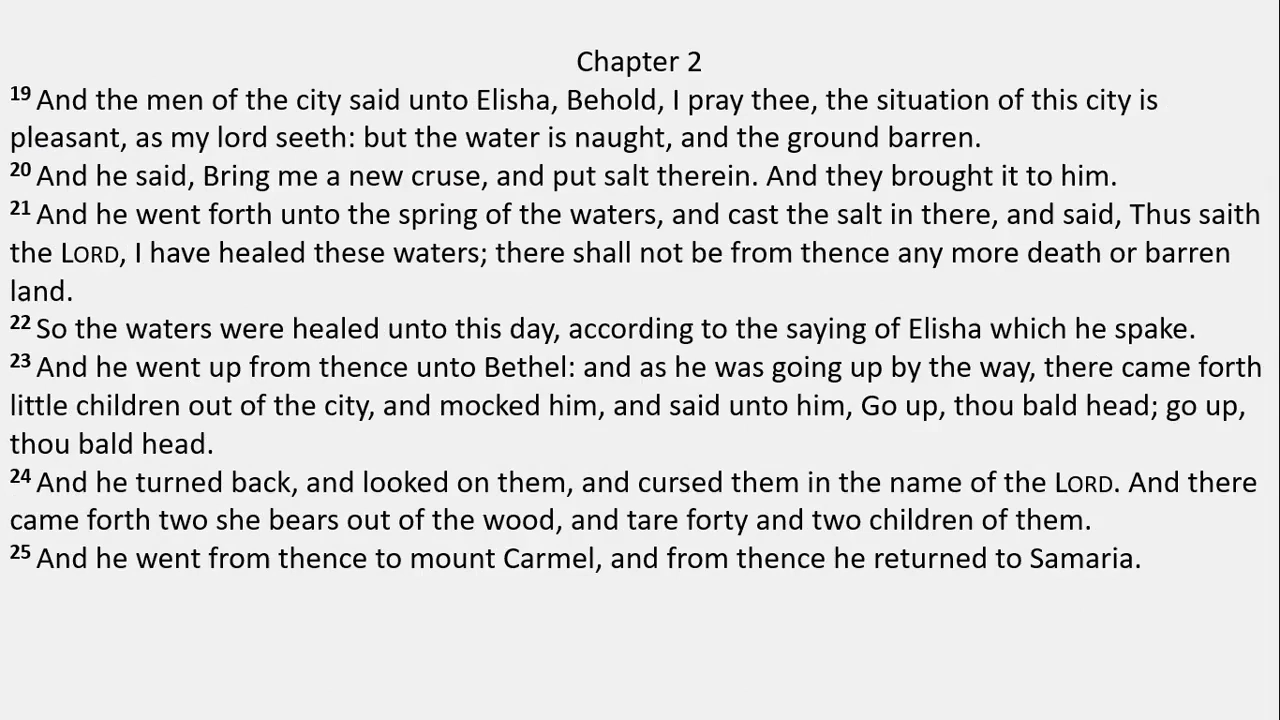 Chapter 2
19 And the men of the city said unto Elisha, Behold, I pray thee, the situation of this city is
pleasant, as my lord seeth: but the water is naught, and the ground barren.
20 And he said, Bring me a new cruse, and put salt therein. And they brought it to him.
21 And he went forth unto the spring of the waters, and cast the salt in there, and said, Thus saith
the LORD, I have healed these waters; there shall not be from thence any more death or barren
land.
22 So the waters were healed unto this day, according to the saying of Elisha which he spake.
23 And he went up from thence unto Bethel: and as he was going up by the way, there came forth
little children out of the city, and mocked him, and said unto him, Go up, thou bald head; go up,
thou bald head.
24 And he turned back, and looked on them, and cursed them in the name of the LORD. And there
came forth two she bears out of the wood, and tare forty and two children of them.
25 And he went from thence to mount Carmel, and from thence he returned to Samaria.